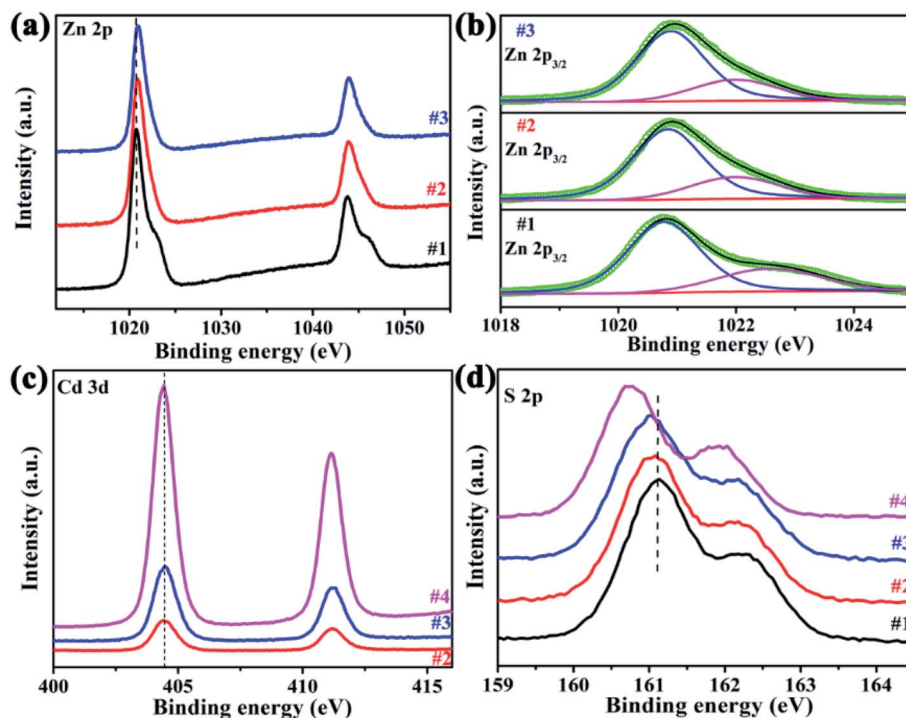 (a) Zn 2p
#3
#2
#1
Intensity (a.u.)
1020 1030 1040 1050
Binding energy (eV)
(b)
#3
Zn 2p3/2
#2
Zn 2p3/2
#1
Zn 2p3/2
Intensity (a.u.)
1018 1020 1022 1024
Binding energy (eV)
(c) Cd 3d
#4
#3
#2
Intensity (a.u.)
400 405 410 415
Binding energy (eV)
(d) S 2p
#4
#3
#2
#1
Intensity (a.u.)
159 160 161 162 163 164
Binding energy (eV)